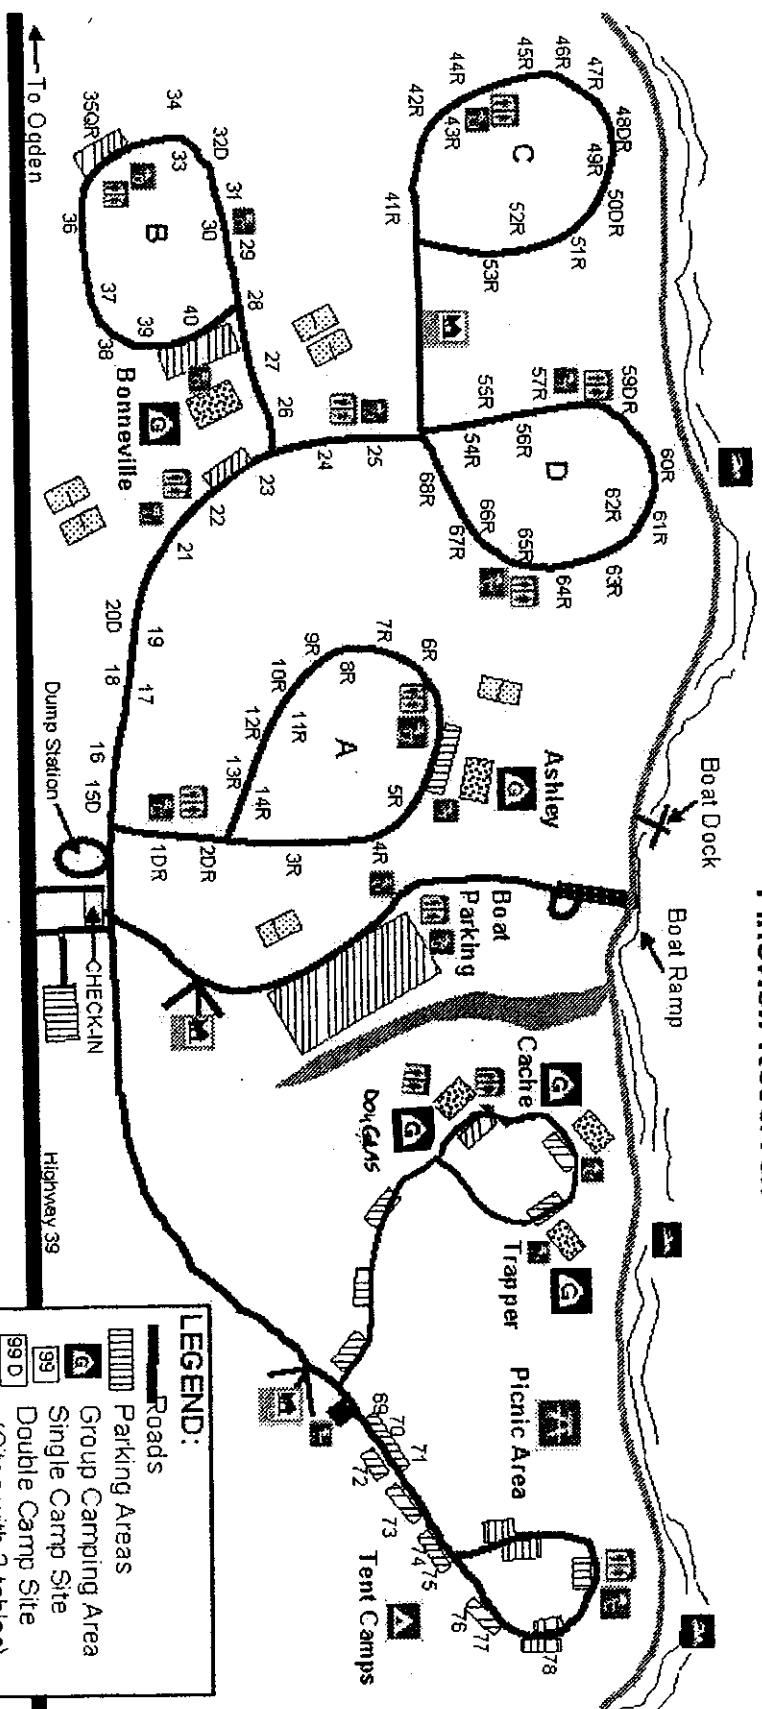 To Ogden
35QR
34
33
32D
31
30
29
28
27
26
36
B
37
38
39
40
Bonneville
G
44R
45R
46R
47R
48DR
49R
50DR
51R
52R
53R
43R
42R
41R
C
55R
57R
59DR
56R
54R
D
60R
61R
62R
63R
64R
65R
66R
67R
68R
25
24
23
22
21
20D
19
18
17
16
15D
Dump Station
7R
6R
8R
9R
10R
11R
12R
13R
14R
A
5R
4R
3R
2DR
1DR
Ashley
G
Boat Dock
Boat Ramp
Boat
Parking
CHECK-IN
Highway 39
Cache
G
DOUGLAS
G
Trapper
G
Picnic Area
69
70
71
72
73
74
75
76
77
78
Tent Camps
LEGEND:
Roads
Parking Areas
G Group Camping Area
99 Single Camp Site
99 D Double Camp Site